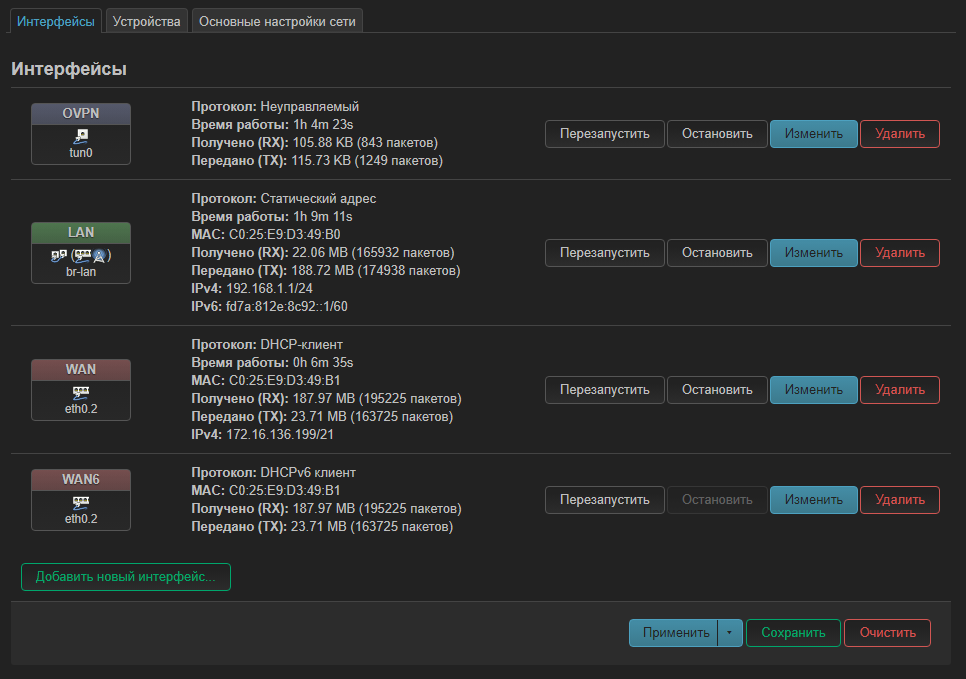 Интерфейсы
Устройства
Основные настройки сети
Интерфейсы
OVPN
tun0
Протокол: Неуправляемый
Время работы: 1h 4m 23s
Получено (RX): 105.88 KB (843 пакетов)
Передано (TX): 115.73 KB (1249 пакетов)
Перезапустить
Остановить
Изменить
Удалить
LAN
( )
br-lan
Протокол: Статический адрес
Время работы: 1h 9m 11s
MAC: C0:25:E9:D3:49:B0
Получено (RX): 22.06 MB (165932 пакетов)
Передано (TX): 188.72 MB (174938 пакетов)
IPv4: 192.168.1.1/24
IPv6: fd7a:812e:8c92::1/60
Перезапустить
Остановить
Изменить
Удалить
WAN
eth0.2
Протокол: DHCP-клиент
Время работы: 0h 6m 35s
MAC: C0:25:E9:D3:49:B1
Получено (RX): 187.97 MB (195225 пакетов)
Передано (TX): 23.71 MB (163725 пакетов)
IPv4: 172.16.136.199/21
Перезапустить
Остановить
Изменить
Удалить
WAN6
eth0.2
Протокол: DHCPv6 клиент
MAC: C0:25:E9:D3:49:B1
Получено (RX): 187.97 MB (195225 пакетов)
Передано (TX): 23.71 MB (163725 пакетов)
Перезапустить
Остановить
Изменить
Удалить
Добавить новый интерфейс...
Применить
Сохранить
Очистить